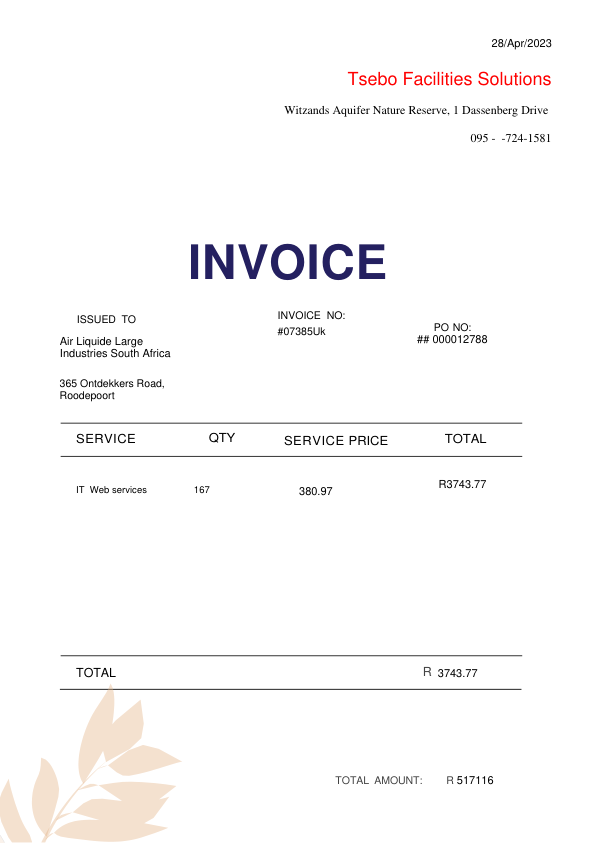 28/Apr/2023
Tsebo Facilities Solutions
Witzands Aquifer Nature Reserve, 1 Dassenberg Drive
095 -  -724-1581
INVOICE
ISSUED TO
INVOICE NO:
#07385Uk
PO NO:
## 000012788
Air Liquide Large
Industries South Africa
365 Ontdekkers Road,
Roodepoort
SERVICE QTY SERVICE PRICE TOTAL
IT Web services 167 380.97 R3743.77
TOTAL R 3743.77
TOTAL AMOUNT: R 517116